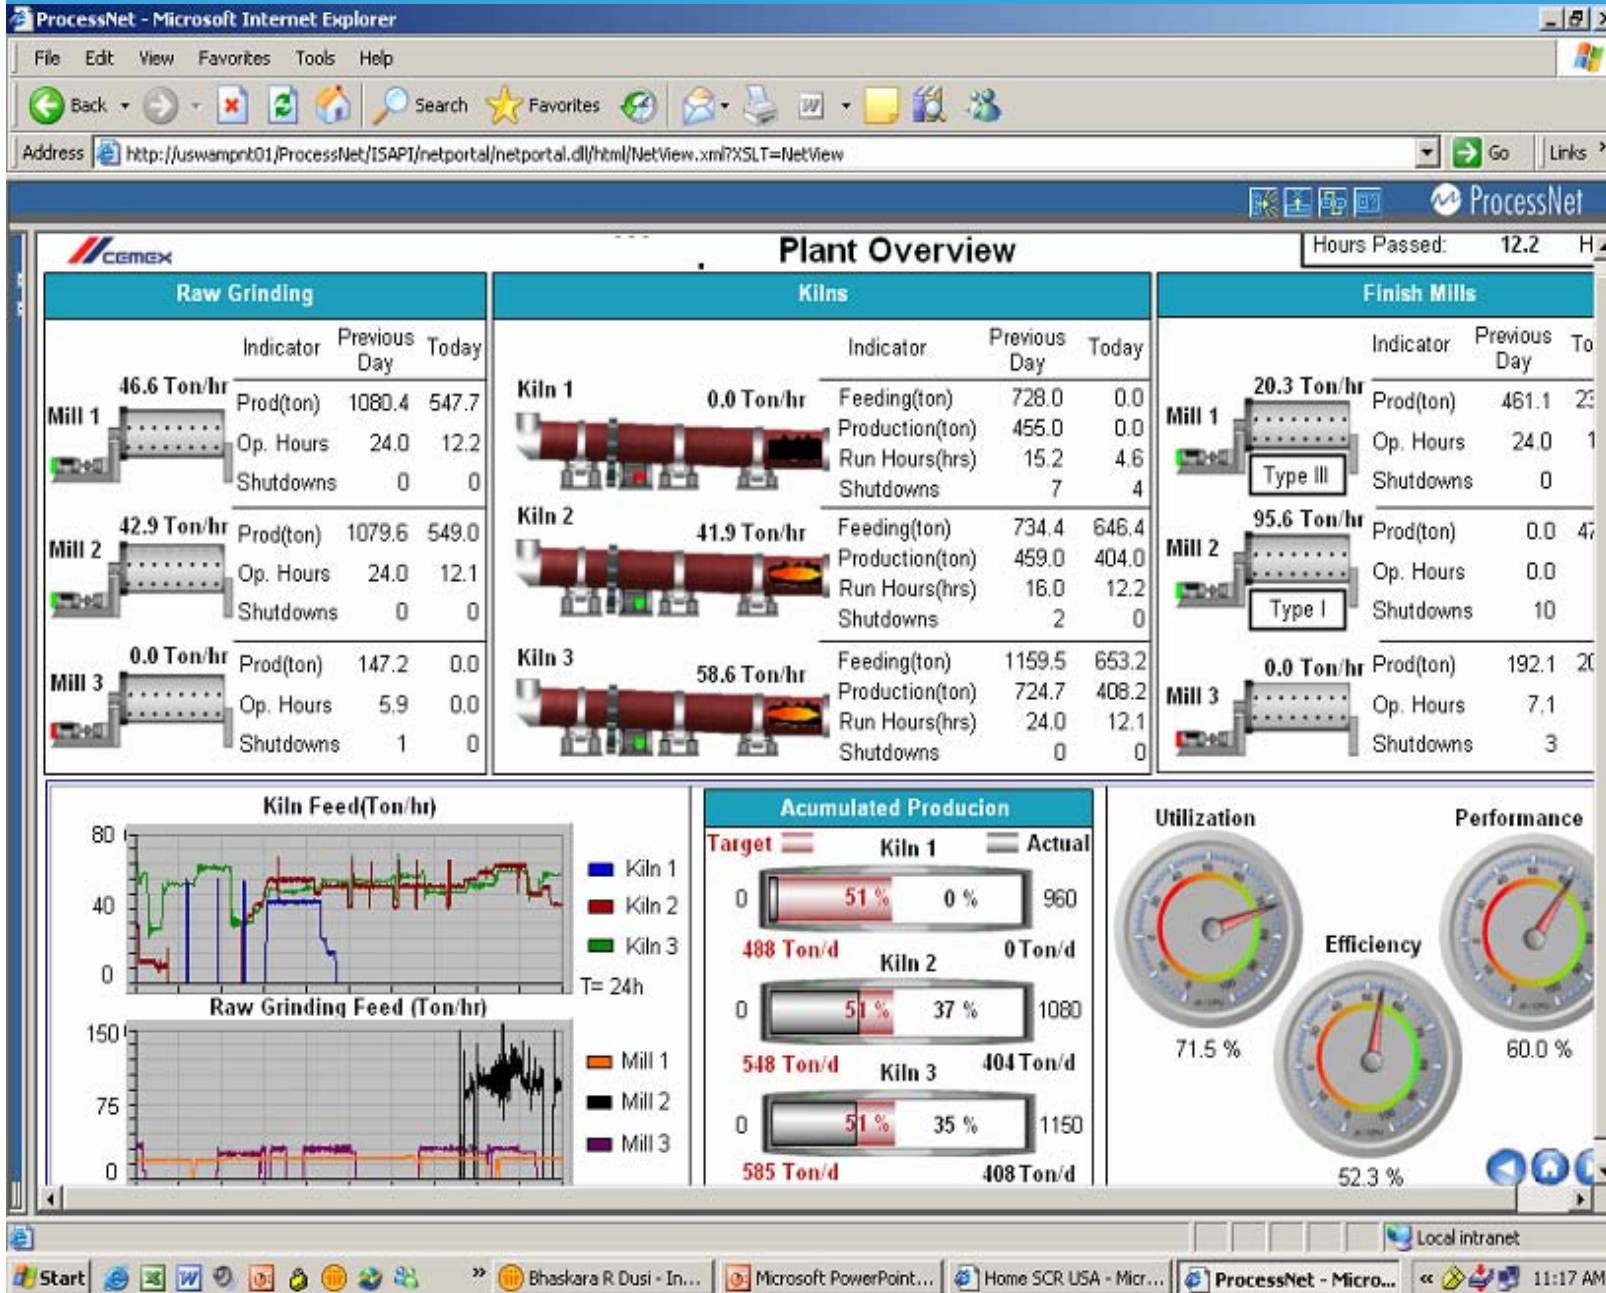 ProcessNet - Microsoft Internet Explorer
File Edit View Favorites Tools Help
Back Search Favorites
Address http://uswampnt01/ProcessNet/ISAPI/netportal/netportal.dll/html/NetView.xml?XSLT=NetView Go Links
ProcessNet
CEMEX Plant Overview Hours Passed: 12.2 H
Raw Grinding
Indicator Previous Day Today
Mill 1 46.6 Ton/hr
Prod(ton) 1080.4 547.7
Op. Hours 24.0 12.2
Shutdowns 0 0
Mill 2 42.9 Ton/hr
Prod(ton) 1079.6 549.0
Op. Hours 24.0 12.1
Shutdowns 0 0
Mill 3 0.0 Ton/hr
Prod(ton) 147.2 0.0
Op. Hours 5.9 0.0
Shutdowns 1 0
Kilns
Indicator Previous Day Today
Kiln 1 0.0 Ton/hr
Feeding(ton) 728.0 0.0
Production(ton) 455.0 0.0
Run Hours(hrs) 15.2 4.6
Shutdowns 7 4
Kiln 2 41.9 Ton/hr
Feeding(ton) 734.4 646.4
Production(ton) 459.0 404.0
Run Hours(hrs) 16.0 12.2
Shutdowns 2 0
Kiln 3 58.6 Ton/hr
Feeding(ton) 1159.5 653.2
Production(ton) 724.7 408.2
Run Hours(hrs) 24.0 12.1
Shutdowns 0 0
Finish Mills
Indicator Previous Day To
Mill 1 20.3 Ton/hr
Type III
Prod(ton) 461.1 23
Op. Hours 24.0 1
Shutdowns 0
Mill 2 95.6 Ton/hr
Type I
Prod(ton) 0.0 47
Op. Hours 0.0
Shutdowns 10
Mill 3 0.0 Ton/hr
Prod(ton) 192.1 20
Op. Hours 7.1
Shutdowns 3
Kiln Feed(Ton/hr)
80
40
0
Kiln 1
Kiln 2
Kiln 3
T= 24h
Raw Grinding Feed (Ton/hr)
150
75
0
Mill 1
Mill 2
Mill 3
Acumulated Producion
Target Kiln 1 Actual
0 51 % 0 % 960
488 Ton/d 0 Ton/d
Kiln 2
0 51 % 37 % 1080
548 Ton/d 404 Ton/d
Kiln 3
0 51 % 35 % 1150
585 Ton/d 408 Ton/d
Utilization
71.5 %
Efficiency
52.3 %
Performance
60.0 %
Local intranet
Start Bhaskara R Dusi - In... Microsoft PowerPoint... Home SCR USA - Micr... ProcessNet - Micro... 11:17 AM